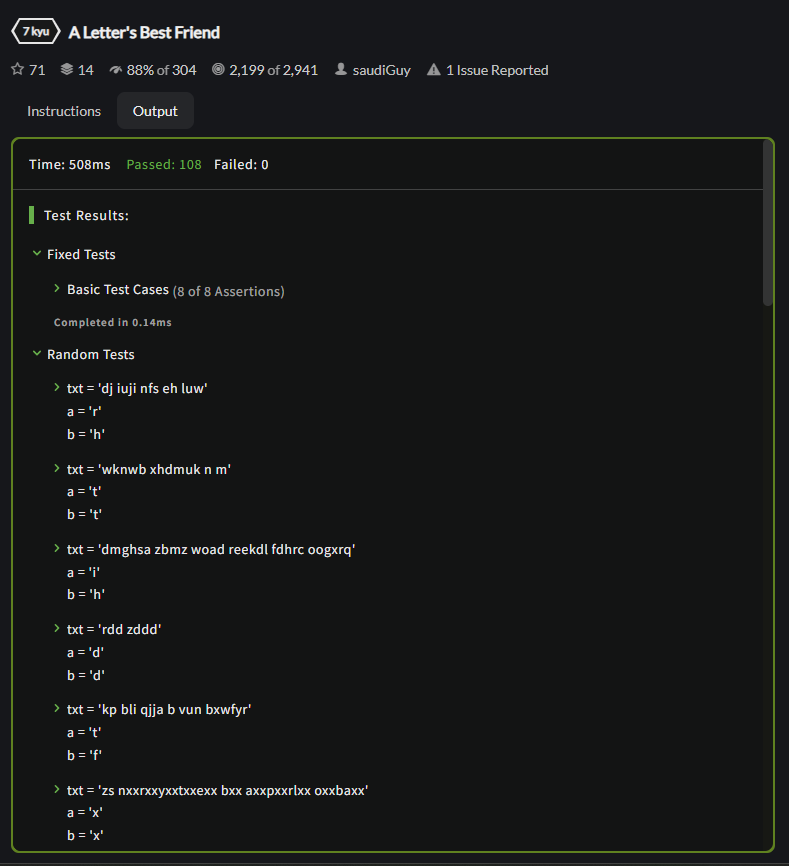 7 kyu A Letter's Best Friend
71 14 88% of 304 2,199 of 2,941 saudiGuy 1 Issue Reported
Instructions Output
Time: 508ms Passed: 108 Failed: 0
Test Results:
Fixed Tests
Basic Test Cases (8 of 8 Assertions)
Completed in 0.14ms
Random Tests
txt = 'dj iuji nfs eh luw'
a = 'r'
b = 'h'
txt = 'wknwb xhdmuk n m'
a = 't'
b = 't'
txt = 'dmghsa zbmz woad reekdl fdhrc oogxrq'
a = 'i'
b = 'h'
txt = 'rdd zddd'
a = 'd'
b = 'd'
txt = 'kp bli qjja b vun bxwfyr'
a = 't'
b = 'f'
txt = 'zs nxxrxxyxxtxxexx bxx axxpxxrlxx oxxbaxx'
a = 'x'
b = 'x'